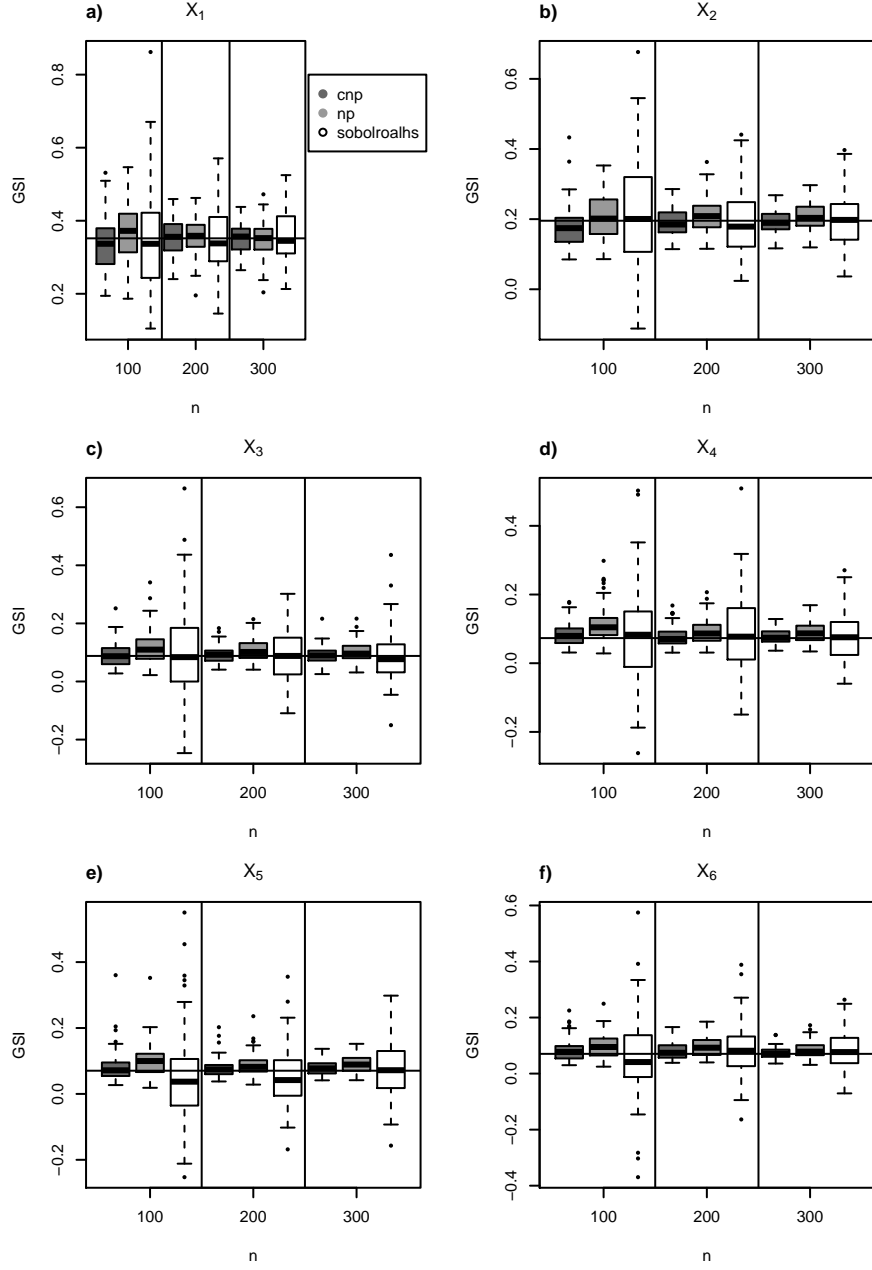 a) X₁
GSI
0.2 0.4 0.6 0.8
100 200 300
n
cnp
np
sobolroalhs
b) X₂
GSI
0.0 0.2 0.4 0.6
100 200 300
n
c) X₃
GSI
−0.2 0.0 0.2 0.4 0.6
100 200 300
n
d) X₄
GSI
−0.2 0.0 0.2 0.4
100 200 300
n
e) X₅
GSI
−0.2 0.0 0.2 0.4
100 200 300
n
f) X₆
GSI
−0.4 −0.2 0.0 0.2 0.4 0.6
100 200 300
n